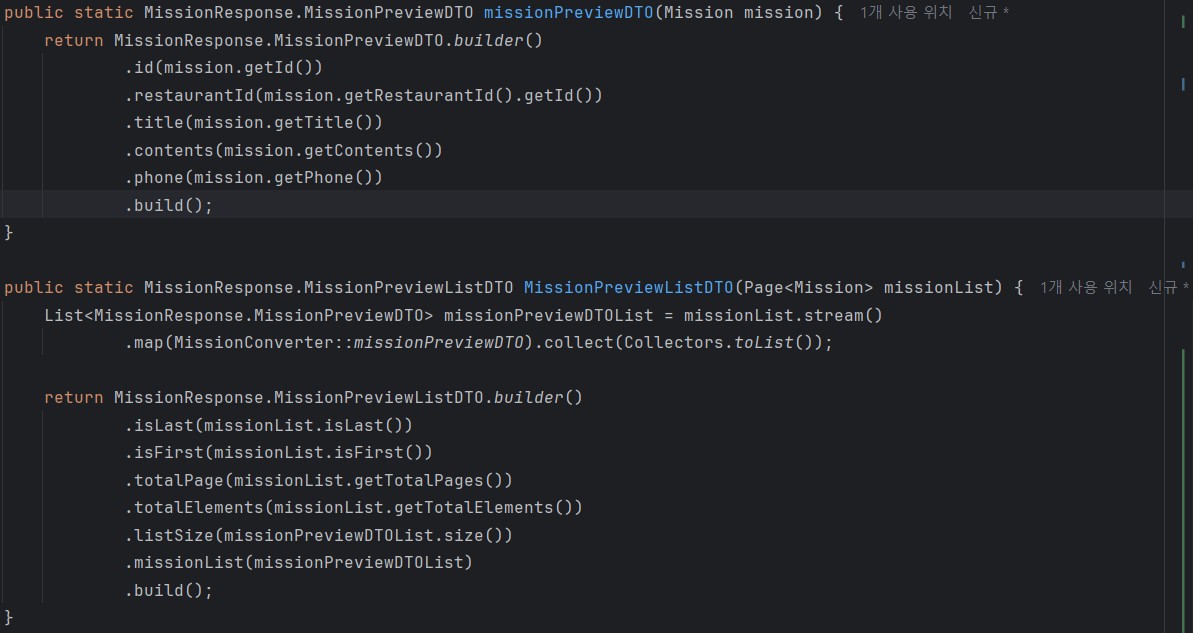 public static MissionResponse.MissionPreviewDTO missionPreviewDTO(Mission mission) { 1개 사용 위치 신규 *
    return MissionResponse.MissionPreviewDTO.builder()
            .id(mission.getId())
            .restaurantId(mission.getRestaurantId().getId())
            .title(mission.getTitle())
            .contents(mission.getContents())
            .phone(mission.getPhone())
            .build();
}

public static MissionResponse.MissionPreviewListDTO MissionPreviewListDTO(Page<Mission> missionList) { 1개 사용 위치 신규 *
    List<MissionResponse.MissionPreviewDTO> missionPreviewDTOList = missionList.stream()
            .map(MissionConverter::missionPreviewDTO).collect(Collectors.toList());

    return MissionResponse.MissionPreviewListDTO.builder()
            .isLast(missionList.isLast())
            .isFirst(missionList.isFirst())
            .totalPage(missionList.getTotalPages())
            .totalElements(missionList.getTotalElements())
            .listSize(missionPreviewDTOList.size())
            .missionList(missionPreviewDTOList)
            .build();
}